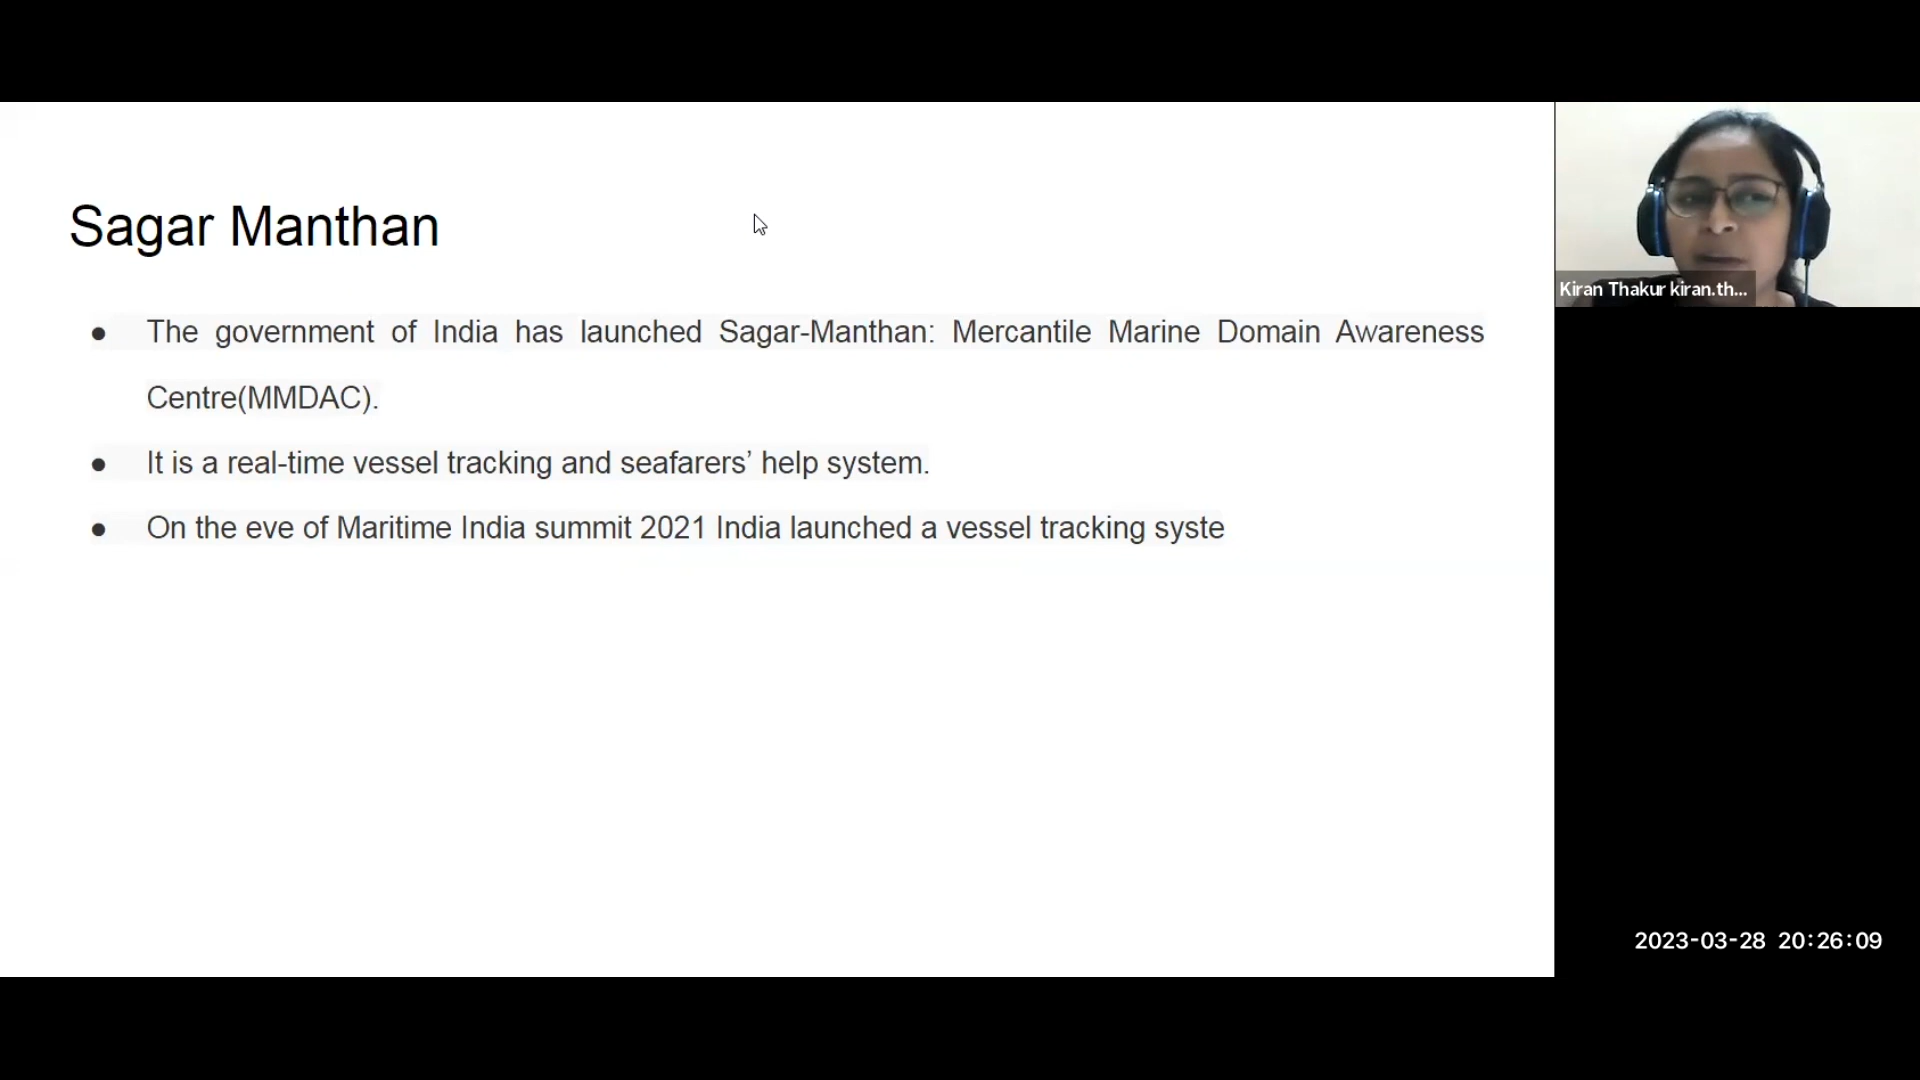 Sagar Manthan
● The government of India has launched Sagar-Manthan: Mercantile Marine Domain Awareness
Centre(MMDAC).
● It is a real-time vessel tracking and seafarers’ help system.
● On the eve of Maritime India summit 2021 India launched a vessel tracking syste
Kiran Thakur kiran.th...
2023-03-28 20:26:09